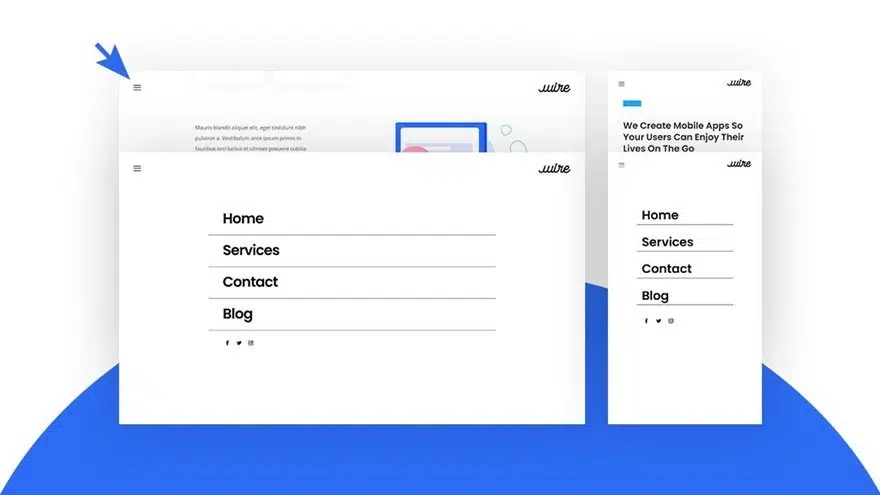 wire
Mauris blandit aliquet elit, eget tincidunt nibh
pulvinar a. Vestibulum ante ipsum primis in
faucibus orci luctus et ultrices posuere cubilia
wire
Home
Services
Contact
Blog
wire
We Create Mobile Apps So
Your Users Can Enjoy Their
Lives On The Go
wire
Home
Services
Contact
Blog